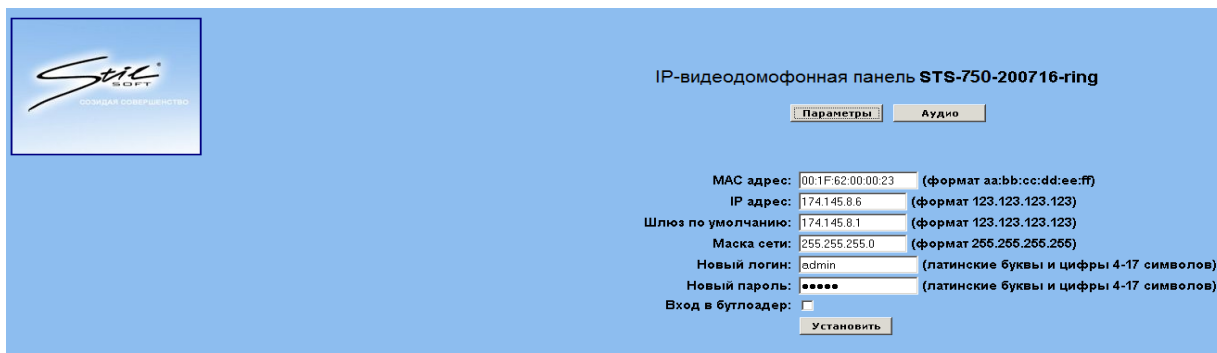 Stil
SOFT
СОЗИДАЯ СОВЕРШЕНСТВО
IP-видеодомофонная панель STS-750-200716-ring
Параметры Аудио
MAC адрес: 00:1F:62:00:00:23 (формат aa:bb:cc:dd:ee:ff)
IP адрес: 174.145.8.6 (формат 123.123.123.123)
Шлюз по умолчанию: 174.145.8.1 (формат 123.123.123.123)
Маска сети: 255.255.255.0 (формат 255.255.255.255)
Новый логин: admin (латинские буквы и цифры 4-17 символов)
Новый пароль: ●●●●● (латинские буквы и цифры 4-17 символов)
Вход в бутлоадер:
Установить